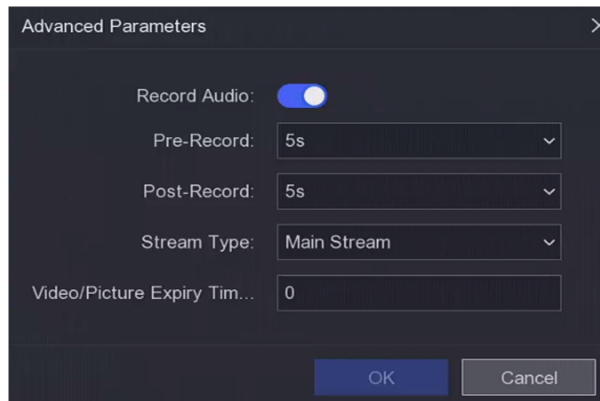 Advanced Parameters
Record Audio:
Pre-Record: 5s
Post-Record: 5s
Stream Type: Main Stream
Video/Picture Expiry Tim... 0
OK Cancel